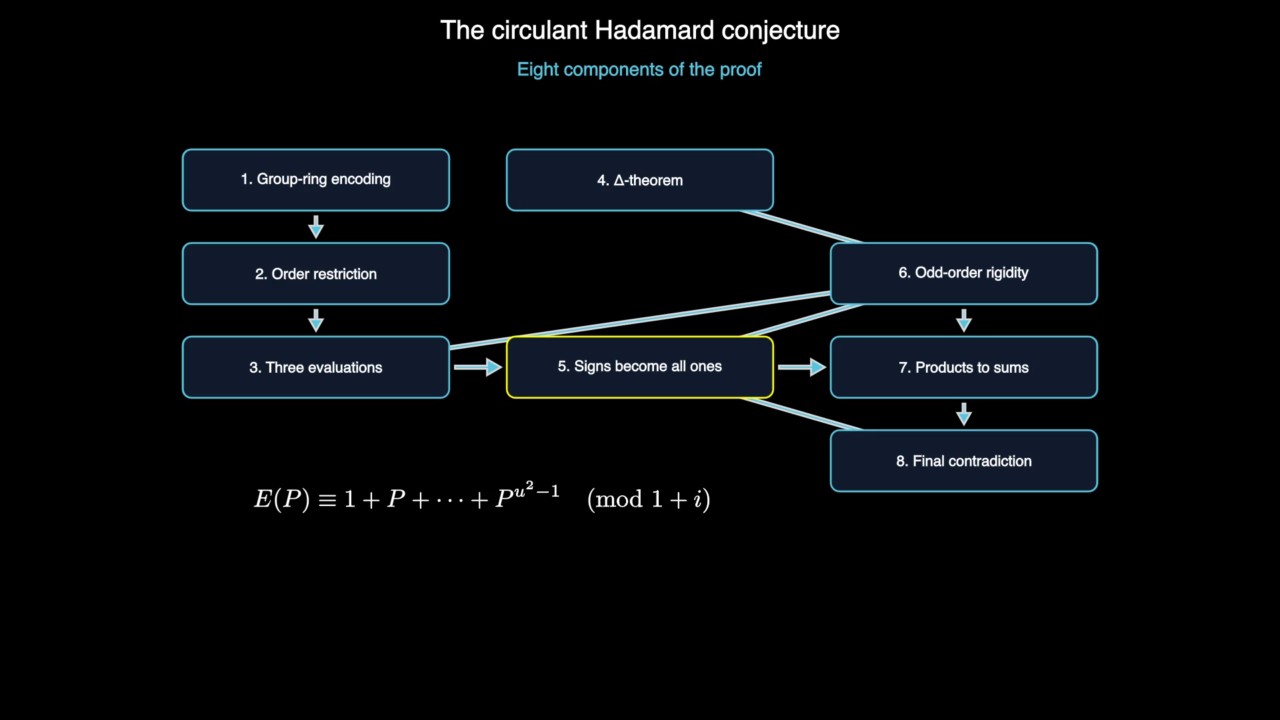 The circulant Hadamard conjecture
Eight components of the proof
1. Group-ring encoding
4. Δ-theorem
2. Order restriction
6. Odd-order rigidity
3. Three evaluations
5. Signs become all ones
7. Products to sums
8. Final contradiction
E(P) ≡ 1 + P + ⋯ + P^{u^2−1} (mod 1 + i)